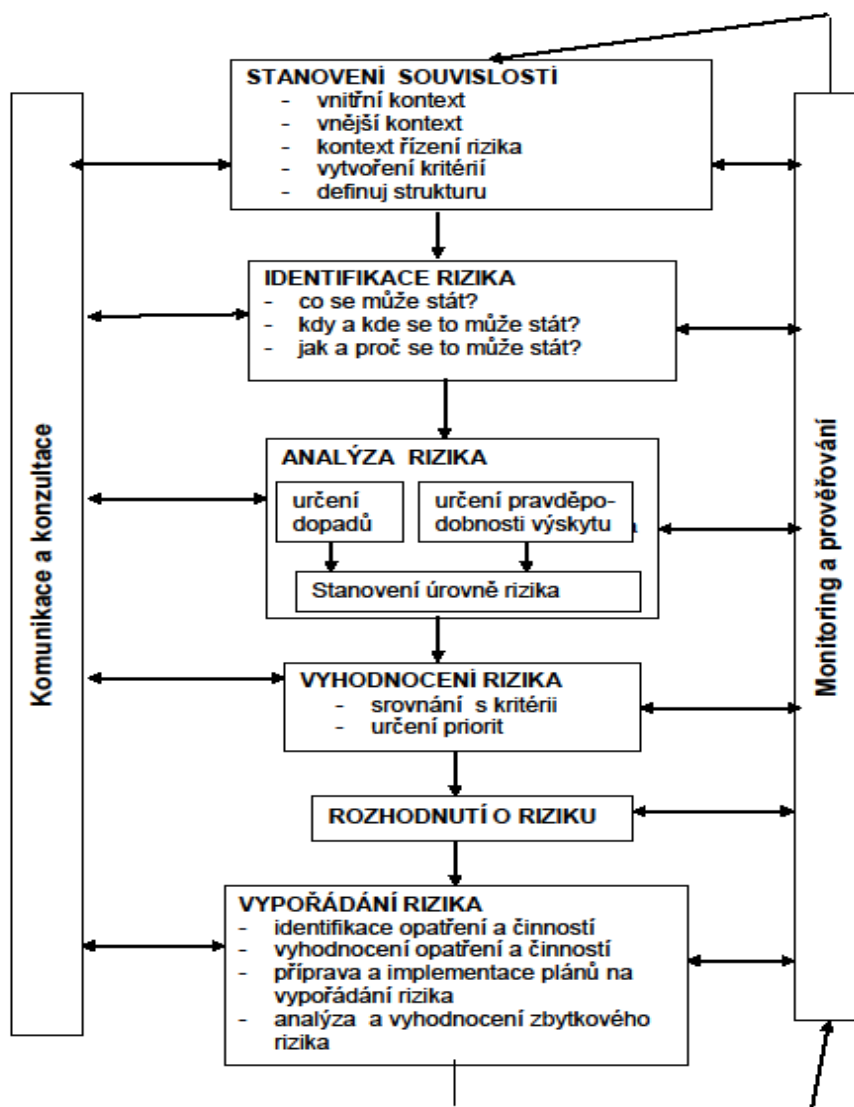 STANOVENÍ SOUVISLOSTÍ
- vnitřní kontext
- vnější kontext
- kontext řízení rizika
- vytvoření kritérií
- definuj strukturu
IDENTIFIKACE RIZIKA
- co se může stát?
- kdy a kde se to může stát?
- jak a proč se to může stát?
ANALÝZA RIZIKA
určení
dopadů
určení pravděpo-
dobnosti výskytu
Stanovení úrovně rizika
VYHODNOCENÍ RIZIKA
- srovnání s kritérii
- určení priorit
ROZHODNUTÍ O RIZIKU
VYPOŘÁDÁNÍ RIZIKA
- identifikace opatření a činností
- vyhodnocení opatření a činností
- příprava a implementace plánů na
vypořádání rizika
- analýza a vyhodnocení zbytkového
rizika
Komunikace a konzultace
Monitoring a prověřování